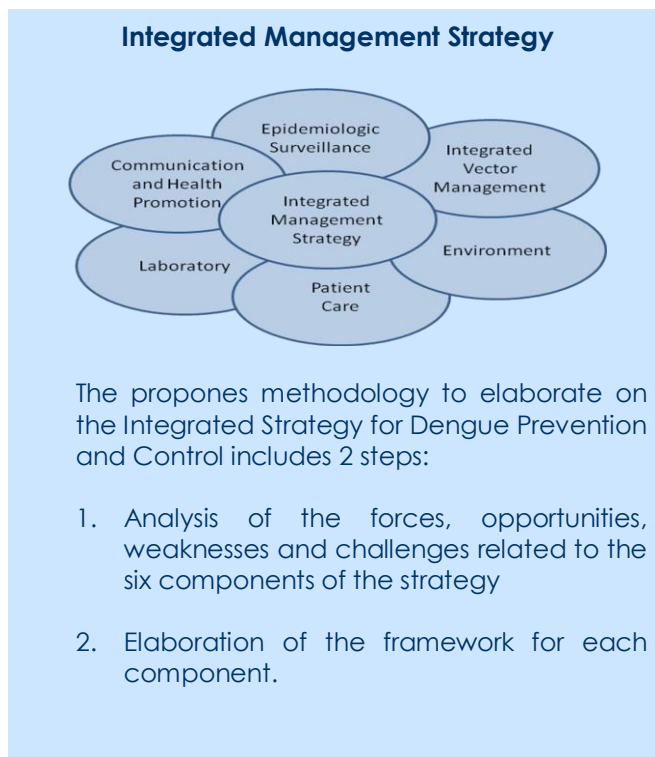 Integrated Management Strategy
Epidemiologic
Surveillance
Integrated
Vector
Management
Communication
and Health
Promotion
Integrated
Management
Strategy
Environment
Laboratory
Patient
Care
The propones methodology to elaborate on
the Integrated Strategy for Dengue Prevention
and Control includes 2 steps:
1. Analysis of the forces, opportunities,
weaknesses and challenges related to the
six components of the strategy
2. Elaboration of the framework for each
component.